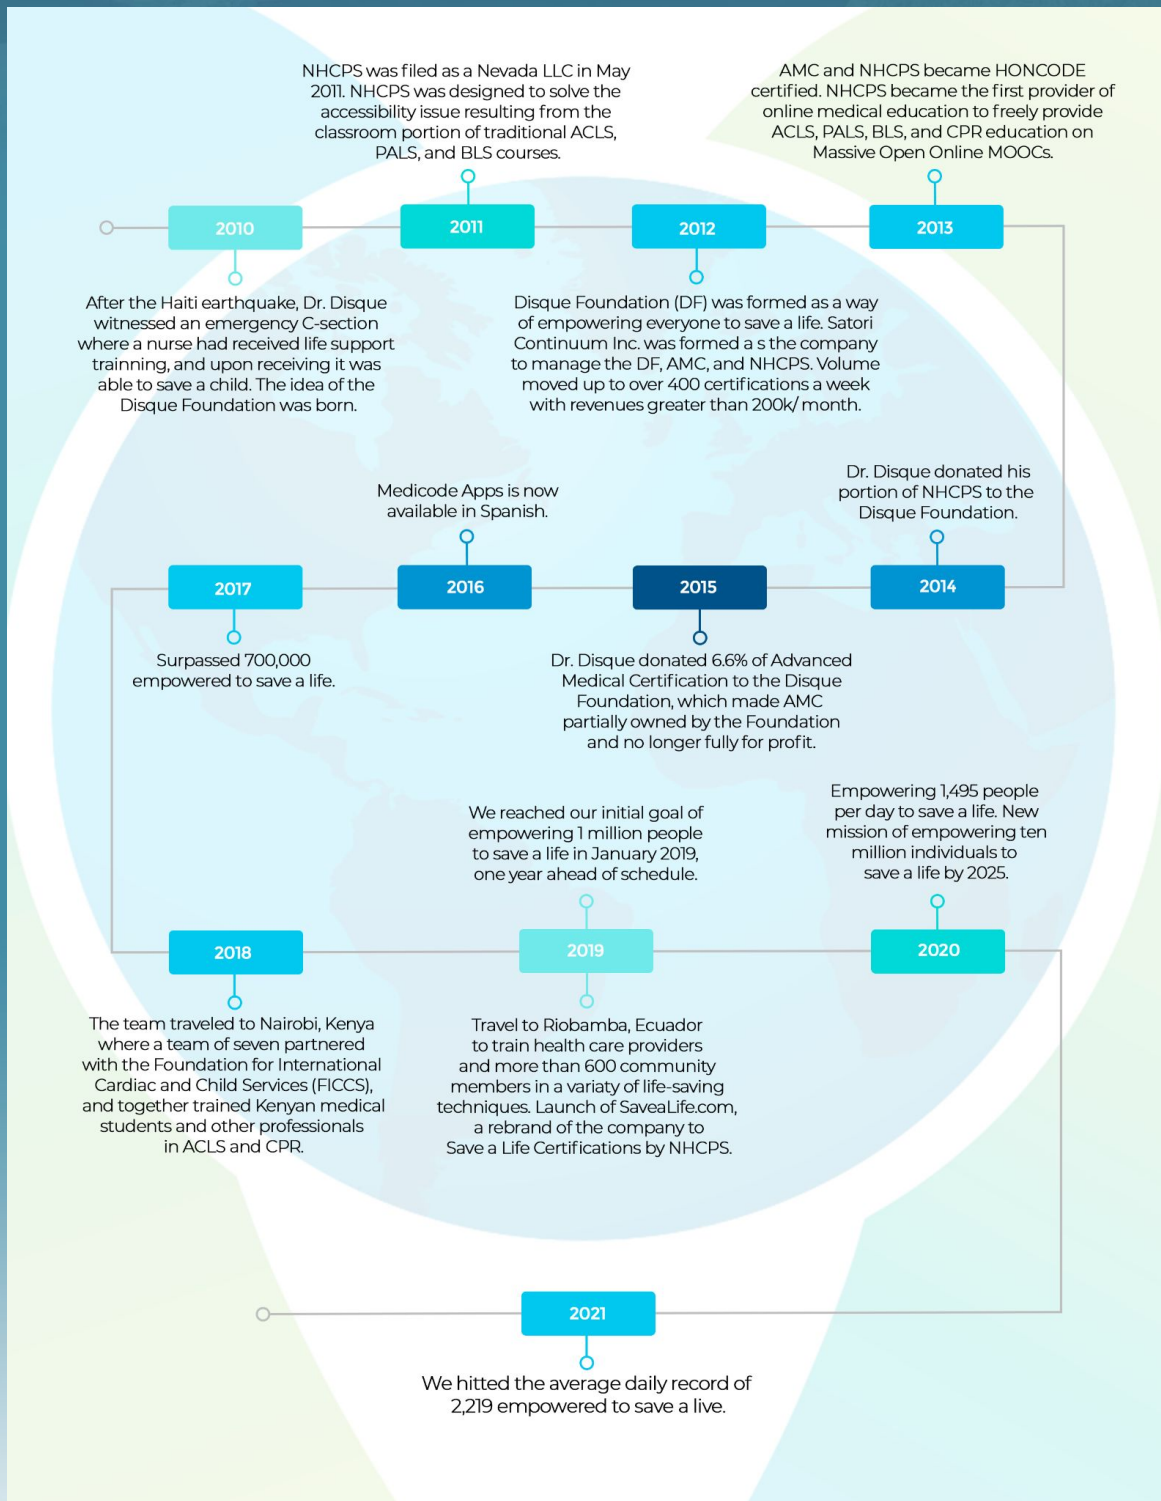 NHCPS was filed as a Nevada LLC in May
2011. NHCPS was designed to solve the
accessibility issue resulting from the
classroom portion of traditional ACLS,
PALS, and BLS courses.
AMC and NHCPS became HONCODE
certified. NHCPS became the first provider of
online medical education to freely provide
ACLS, PALS, BLS, and CPR education on
Massive Open Online MOOCs.
2010
2011
2012
2013
After the Haiti earthquake, Dr. Disque
witnessed an emergency C-section
where a nurse had received life support
trainning, and upon receiving it was
able to save a child. The idea of the
Disque Foundation was born.
Disque Foundation (DF) was formed as a way
of empowering everyone to save a life. Satori
Continuum Inc. was formed a s the company
to manage the DF, AMC, and NHCPS. Volume
moved up to over 400 certifications a week
with revenues greater than 200k/ month.
Medicode Apps is now
available in Spanish.
Dr. Disque donated his
portion of NHCPS to the
Disque Foundation.
2017
2016
2015
2014
Surpassed 700,000
empowered to save a life.
Dr. Disque donated 6.6% of Advanced
Medical Certification to the Disque
Foundation, which made AMC
partially owned by the Foundation
and no longer fully for profit.
We reached our initial goal of
empowering 1 million people
to save a life in January 2019,
one year ahead of schedule.
Empowering 1,495 people
per day to save a life. New
mission of empowering ten
million individuals to
save a life by 2025.
2018
2019
2020
The team traveled to Nairobi, Kenya
where a team of seven partnered
with the Foundation for International
Cardiac and Child Services (FICCS),
and together trained Kenyan medical
students and other professionals
in ACLS and CPR.
Travel to Riobamba, Ecuador
to train health care providers
and more than 600 community
members in a variaty of life-saving
techniques. Launch of SaveaLife.com,
a rebrand of the company to
Save a Life Certifications by NHCPS.
2021
We hitted the average daily record of
2,219 empowered to save a live.